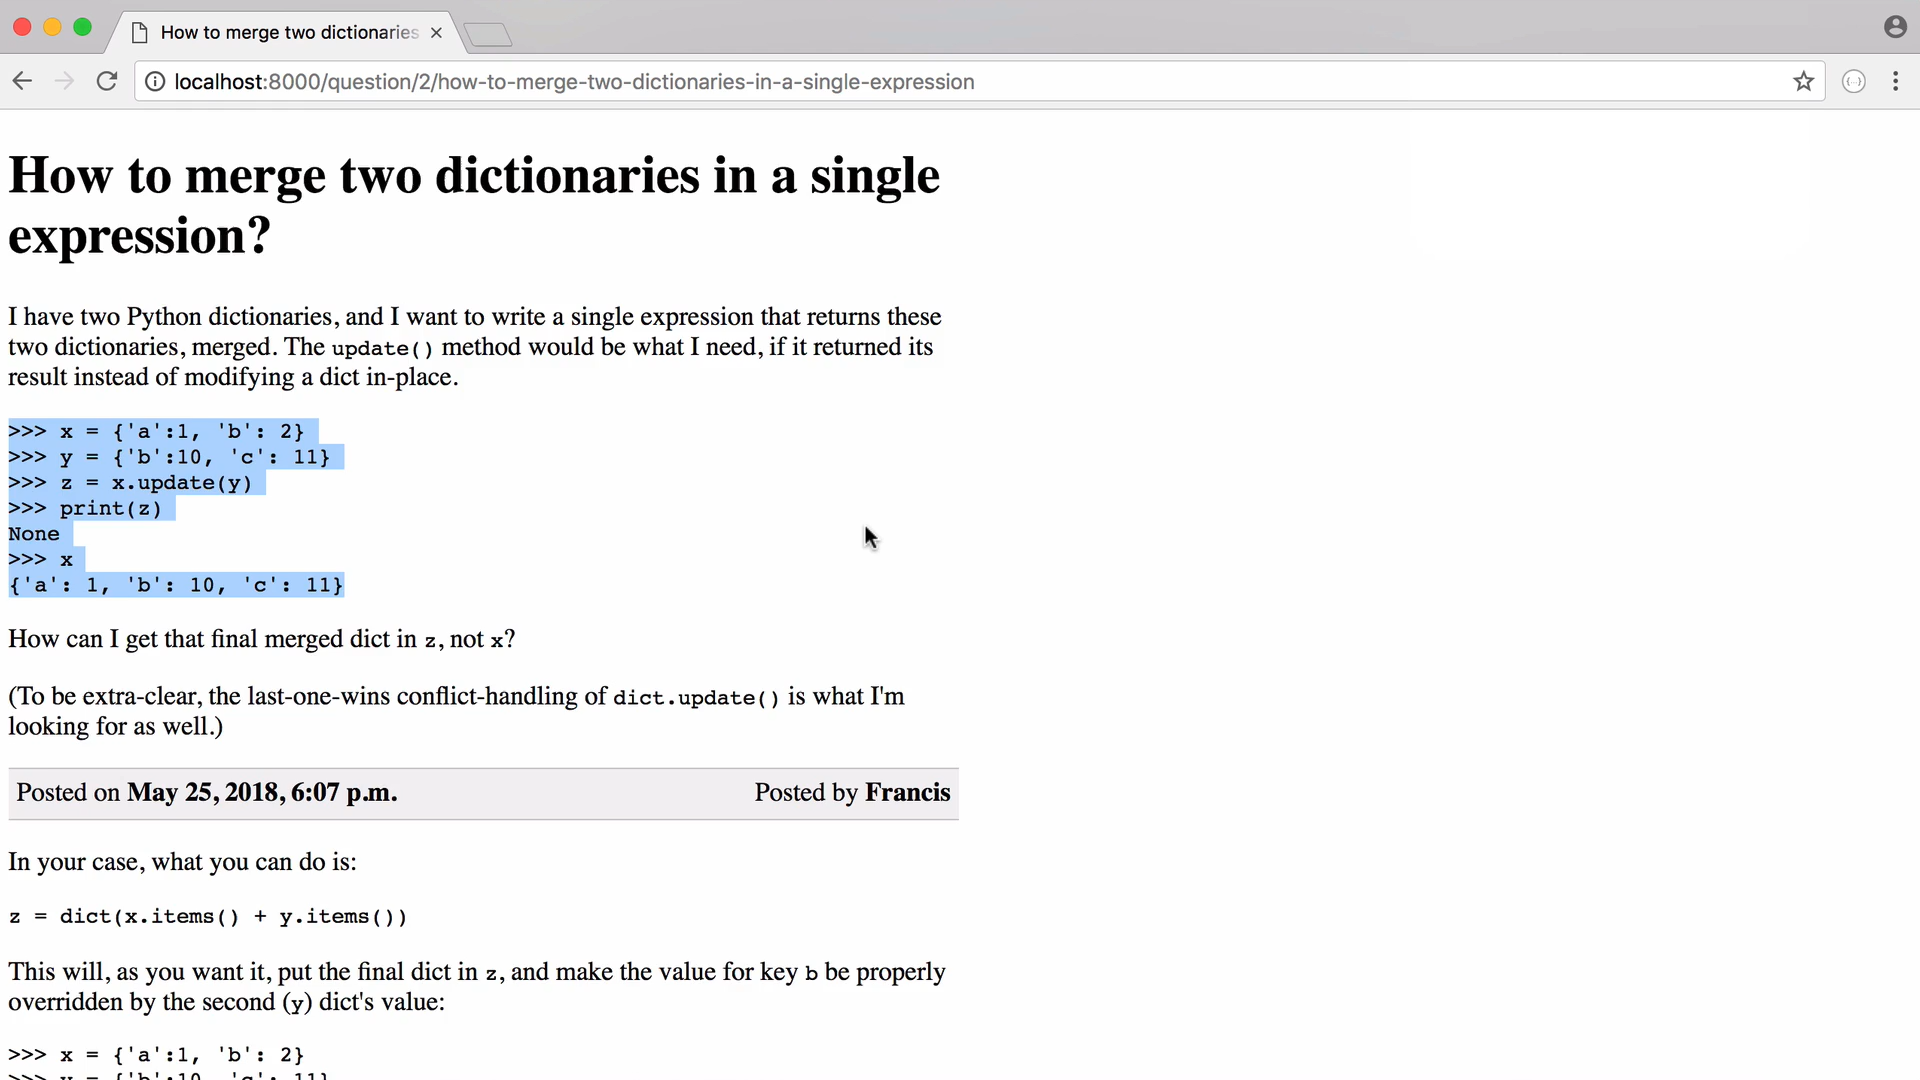 How to merge two dictionaries
localhost:8000/question/2/how-to-merge-two-dictionaries-in-a-single-expression
How to merge two dictionaries in a single
expression?
I have two Python dictionaries, and I want to write a single expression that returns these
two dictionaries, merged. The update() method would be what I need, if it returned its
result instead of modifying a dict in-place.
>>> x = {'a':1, 'b': 2}
>>> y = {'b':10, 'c': 11}
>>> z = x.update(y)
>>> print(z)
None
>>> x
{'a': 1, 'b': 10, 'c': 11}
How can I get that final merged dict in z, not x?
(To be extra-clear, the last-one-wins conflict-handling of dict.update() is what I'm
looking for as well.)
Posted on May 25, 2018, 6:07 p.m. Posted by Francis
In your case, what you can do is:
z = dict(x.items() + y.items())
This will, as you want it, put the final dict in z, and make the value for key b be properly
overridden by the second (y) dict's value:
>>> x = {'a':1, 'b': 2}
>>> y = {'b':10, 'c': 11}